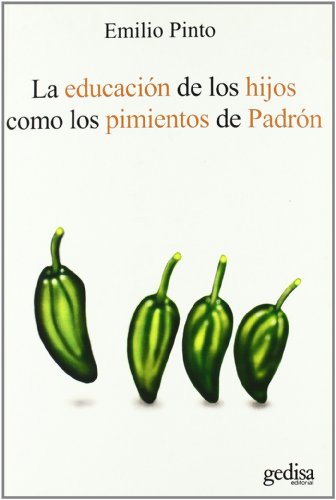 Emilio Pinto
La educación de los hijos
como los pimientos de Padrón
gedisa
editorial